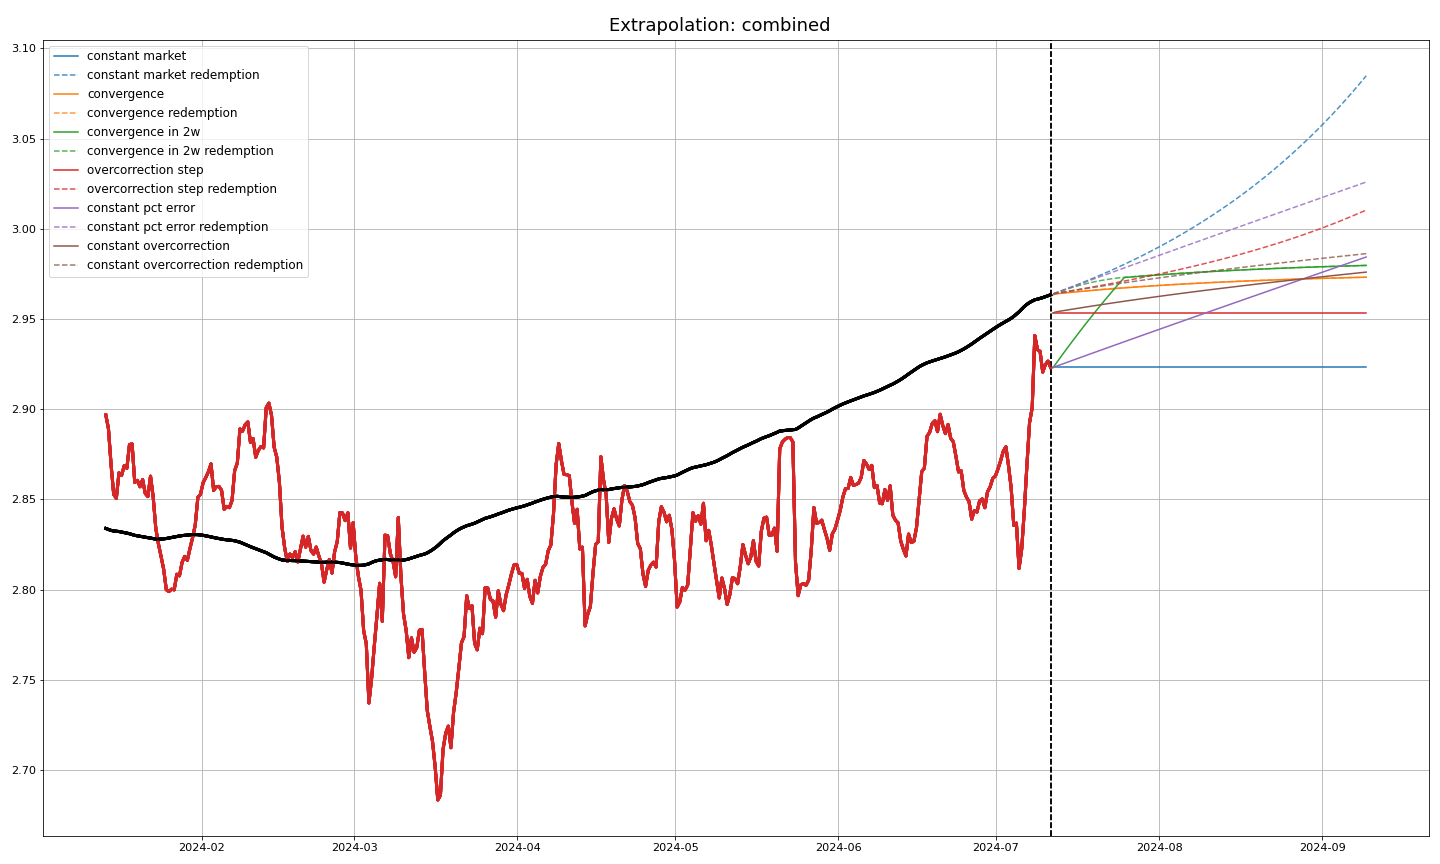 Extrapolation: combined
3.10
3.05
3.00
2.95
2.90
2.85
2.80
2.75
2.70
constant market
constant market redemption
convergence
convergence redemption
convergence in 2w
convergence in 2w redemption
overcorrection step
overcorrection step redemption
constant pct error
constant pct error redemption
constant overcorrection
constant overcorrection redemption
2024-02 2024-03 2024-04 2024-05 2024-06 2024-07 2024-08 2024-09